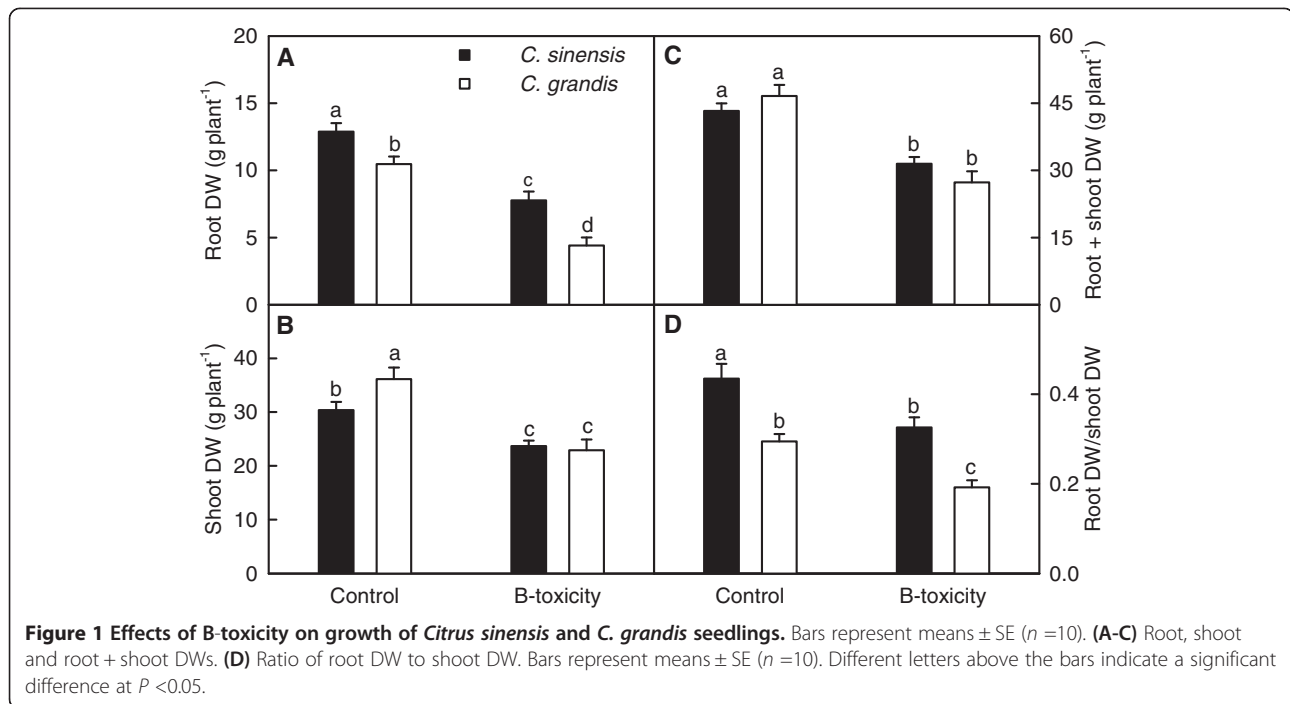 A
C. sinensis
C. grandis
20
15
10
5
0
Root DW (g plant-1)
a
b
c
d
C
60
45
30
15
0
Root + shoot DW (g plant-1)
a
a
b
b
B
40
30
20
10
0
Shoot DW (g plant-1)
b
a
c
c
Control
B-toxicity
D
0.4
0.2
0.0
Root DW/shoot DW
a
b
b
c
Control
B-toxicity
Figure 1 Effects of B-toxicity on growth of Citrus sinensis and C. grandis seedlings. Bars represent means ± SE (n =10). (A-C) Root, shoot
and root + shoot DWs. (D) Ratio of root DW to shoot DW. Bars represent means ± SE (n =10). Different letters above the bars indicate a significant
difference at P <0.05.